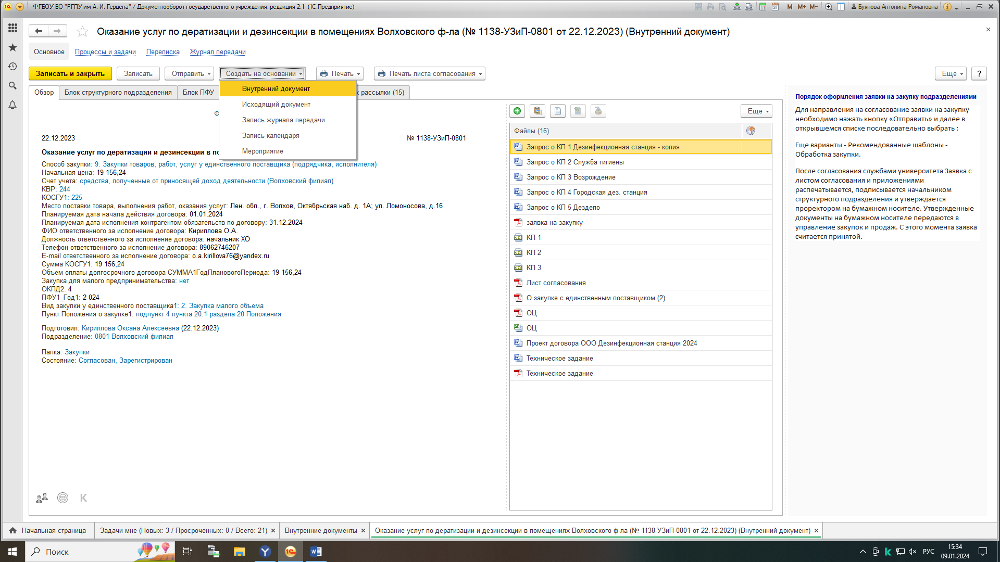 ФГБОУ ВО "РГПУ им А. И. Герцена" / Документооборот государственного учреждения, редакция 2.1 (1С:Предприятие)
M M+ M- Буянова Антонина Романовна
Оказание услуг по дератизации и дезинсекции в помещениях Волховского ф-ла (№ 1138-УЗиП-0801 от 22.12.2023) (Внутренний документ)
Основное Процессы и задачи Переписка Журнал передачи
Записать и закрыть Записать Отправить Создать на основании Печать Печать листа согласования Еще ?
Обзор Блок структурного подразделения Блок ПФУ рассылки (15)
Внутренний документ
Исходящий документ
Запись журнала передачи
Запись календаря
Мероприятие
Ф
22.12.2023 № 1138-УЗиП-0801
Оказание услуг по дератизации и дезинсекции в по
Способ закупки: 9. Закупки товаров, работ, услуг у единственного поставщика (подрядчика, исполнителя)
Начальная цена: 19 156,24
Счет учета: средства, полученные от приносящей доход деятельности (Волховский филиал)
КВР: 244
КОСГУ1: 225
Место поставки товара, выполнения работ, оказания услуг: Лен. обл., г. Волхов, Октябрьская наб. д. 1А; ул. Ломоносова, д.16
Планируемая дата начала действия договора: 01.01.2024
Планируемая дата исполнения контрагентом обязательств по договору: 31.12.2024
ФИО ответственного за исполнение договора: Кириллова О.А.
Должность ответственного за исполнение договора: начальник ХО
Телефон ответственного за исполнение договора: 89062746207
E-mail ответственного за исполнение договора: o.a.kirillova76@yandex.ru
Сумма КОСГУ1: 19 156,24
Объем оплаты долгосрочного договора СУММА1ГодПлановогоПериода: 19 156,24
Закупка для малого предпринимательства: нет
ОКПД2: 4
ПФУ1_Год1: 2 024
Вид закупки у единственного поставщика1: 2. Закупка малого объема
Пункт Положения о закупке1: подпункт 4 пункта 20.1 раздела 20 Положения
Подготовил: Кириллова Оксана Алексеевна (22.12.2023)
Подразделение: 0801 Волховский филиал
Папка: Закупки
Состояние: Согласован, Зарегистрирован
К
Еще
Файлы (16)
Запрос о КП 1 Дезинфекционная станция - копия
Запрос о КП 2 Служба гигиены
Запрос о КП 3 Возрождение
Запрос о КП 4 Городская дез. станция
Запрос о КП 5 Дездело
заявка на закупку
КП 1
КП 2
КП 3
Лист согласования
О закупке с единственным поставщиком (2)
ОЦ
ОЦ
Проект договора ООО Дезинфекционная станция 2024
Техническое задание
Техническое задание
Порядок оформления заявки на закупку подразделениями
Для направления на согласование заявки на закупку
необходимо нажать кнопку «Отправить» и далее в
открывшемся списке последовательно выбрать :
Еще варианты - Рекомендованные шаблоны -
Обработка закупки.
После согласования службами университета Заявка с
листом согласования и приложениями
распечатывается, подписывается начальником
структурного подразделения и утверждается
проректором на бумажном носителе. Утвержденные
документы на бумажном носителе передаются в
управление закупок и продаж. С этого момента заявка
считается принятой.
Начальная страница Задачи мне (Новых: 3 / Просроченных: 0 / Всего: 21) Внутренние документы Оказание услуг по дератизации и дезинсекции в помещениях Волховского ф-ла (№ 1138-УЗиП-0801 от 22.12.2023) (Внутренний документ)
Поиск
РУС
15:34
09.01.2024